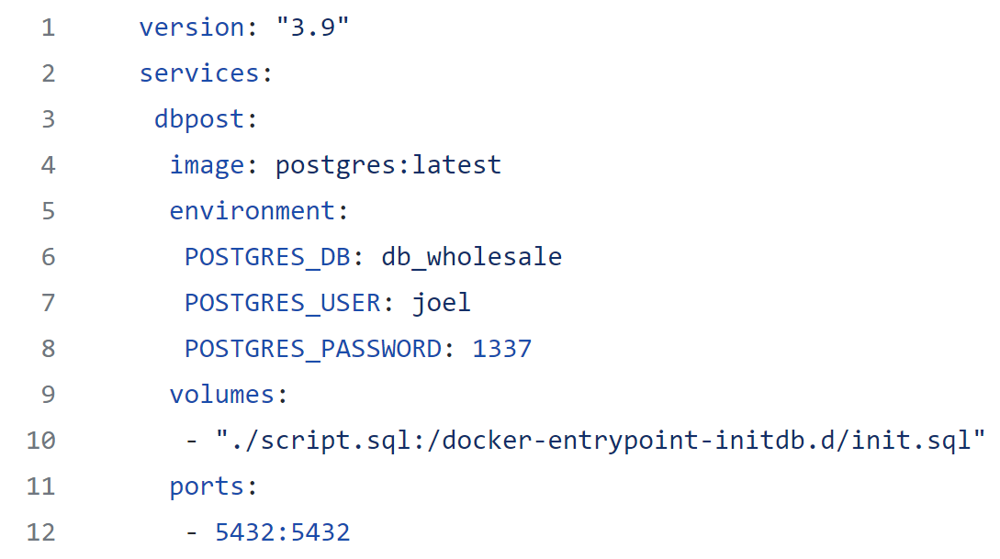 1 version: "3.9"
2 services:
3 dbpost:
4 image: postgres:latest
5 environment:
6 POSTGRES_DB: db_wholesale
7 POSTGRES_USER: joel
8 POSTGRES_PASSWORD: 1337
9 volumes:
10 - "./script.sql:/docker-entrypoint-initdb.d/init.sql"
11 ports:
12 - 5432:5432